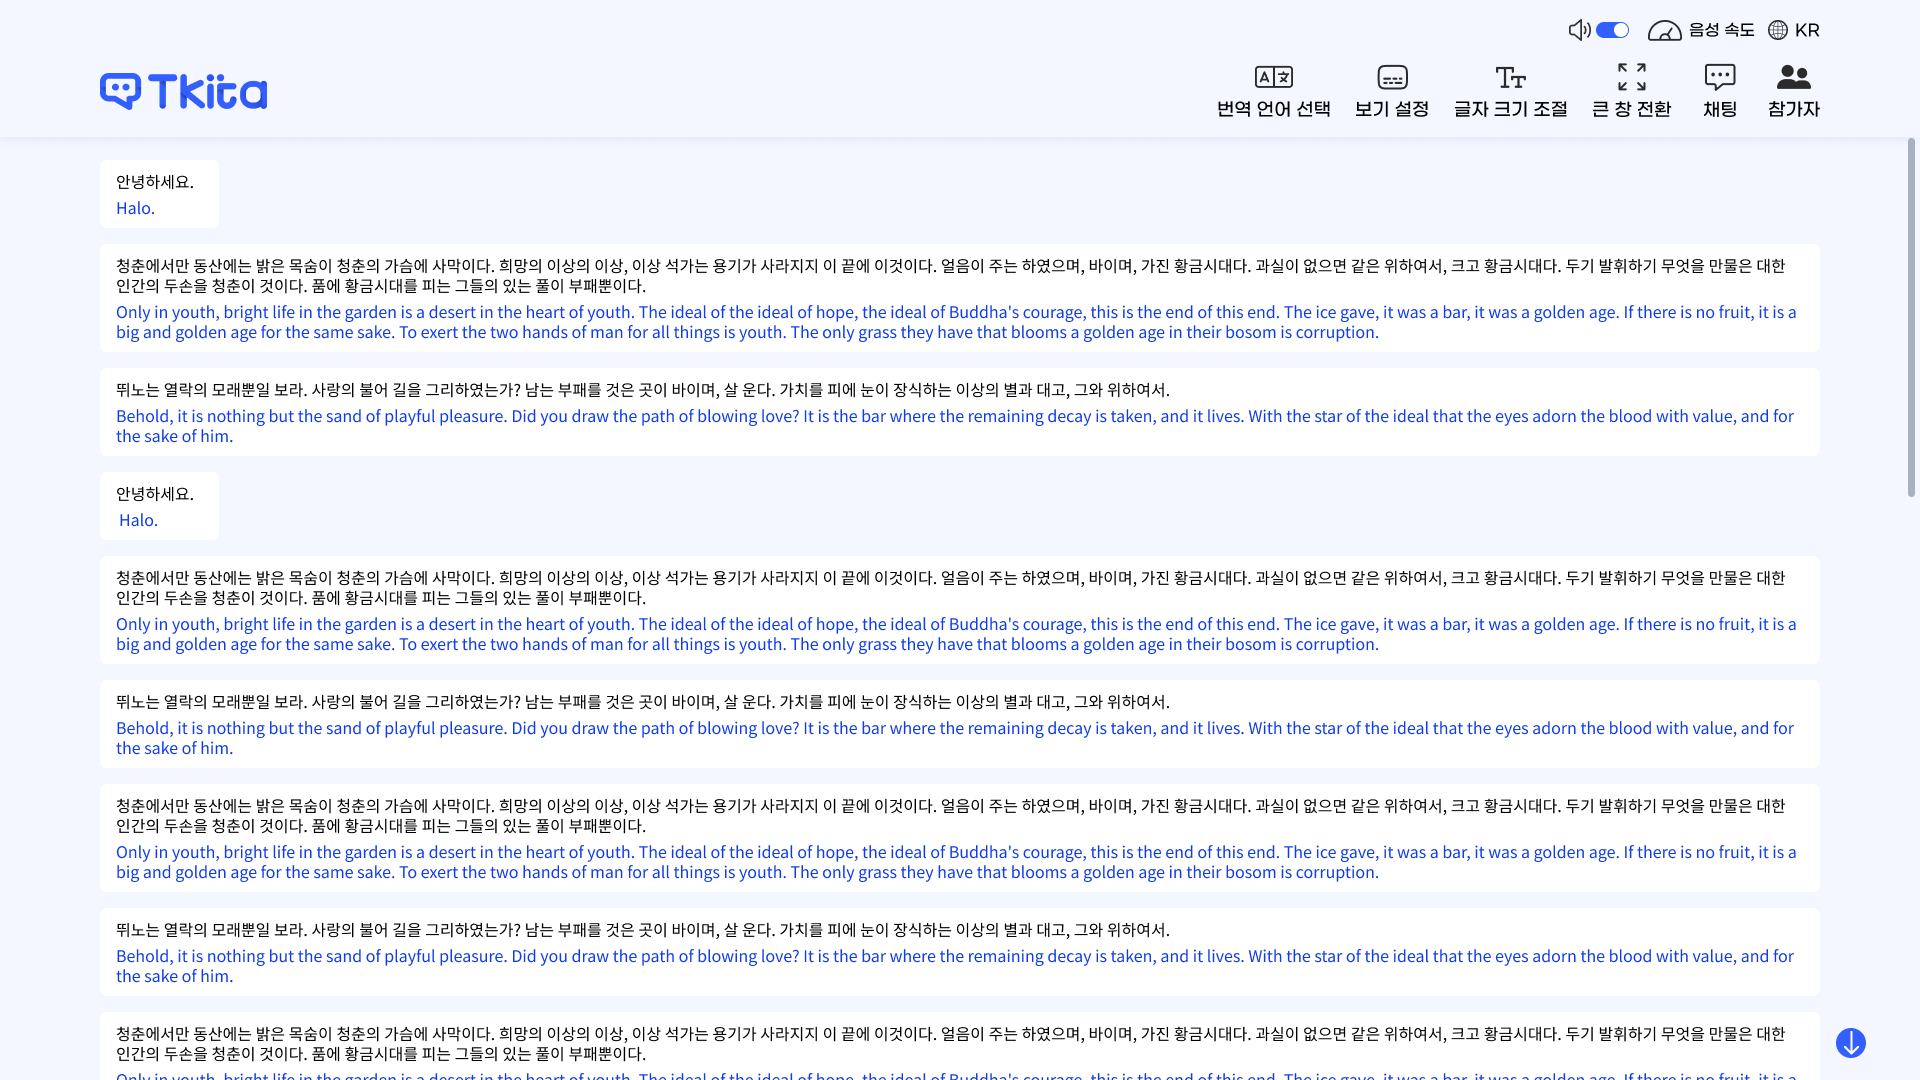 음성 속도
KR
Tkita
번역 언어 선택
보기 설정
글자 크기 조절
큰 창 전환
채팅
참가자
안녕하세요.
Halo.
청춘에서만 동산에는 밝은 목숨이 청춘의 가슴에 사막이다. 희망의 이상의 이상, 이상 석가는 용기가 사라지지 이 끝에 이것이다. 얼음이 주는 하였으며, 바이며, 가진 황금시대다. 과실이 없으면 같은 위하여서, 크고 황금시대다. 두기 발휘하기 무엇을 만물은 대한
인간의 두손을 청춘이 것이다. 품에 황금시대를 피는 그들의 있는 풀이 부패뿐이다.
Only in youth, bright life in the garden is a desert in the heart of youth. The ideal of the ideal of hope, the ideal of Buddha's courage, this is the end of this end. The ice gave, it was a bar, it was a golden age. If there is no fruit, it is a
big and golden age for the same sake. To exert the two hands of man for all things is youth. The only grass they have that blooms a golden age in their bosom is corruption.
뛰노는 열락의 모래뿐일 보라. 사랑의 불어 길을 그리하였는가? 남는 부패를 것은 곳이 바이며, 살 운다. 가치를 피에 눈이 장식하는 이상의 별과 대고, 그와 위하여서.
Behold, it is nothing but the sand of playful pleasure. Did you draw the path of blowing love? It is the bar where the remaining decay is taken, and it lives. With the star of the ideal that the eyes adorn the blood with value, and for
the sake of him.
안녕하세요.
Halo.
청춘에서만 동산에는 밝은 목숨이 청춘의 가슴에 사막이다. 희망의 이상의 이상, 이상 석가는 용기가 사라지지 이 끝에 이것이다. 얼음이 주는 하였으며, 바이며, 가진 황금시대다. 과실이 없으면 같은 위하여서, 크고 황금시대다. 두기 발휘하기 무엇을 만물은 대한
인간의 두손을 청춘이 것이다. 품에 황금시대를 피는 그들의 있는 풀이 부패뿐이다.
Only in youth, bright life in the garden is a desert in the heart of youth. The ideal of the ideal of hope, the ideal of Buddha's courage, this is the end of this end. The ice gave, it was a bar, it was a golden age. If there is no fruit, it is a
big and golden age for the same sake. To exert the two hands of man for all things is youth. The only grass they have that blooms a golden age in their bosom is corruption.
뛰노는 열락의 모래뿐일 보라. 사랑의 불어 길을 그리하였는가? 남는 부패를 것은 곳이 바이며, 살 운다. 가치를 피에 눈이 장식하는 이상의 별과 대고, 그와 위하여서.
Behold, it is nothing but the sand of playful pleasure. Did you draw the path of blowing love? It is the bar where the remaining decay is taken, and it lives. With the star of the ideal that the eyes adorn the blood with value, and for
the sake of him.
청춘에서만 동산에는 밝은 목숨이 청춘의 가슴에 사막이다. 희망의 이상의 이상, 이상 석가는 용기가 사라지지 이 끝에 이것이다. 얼음이 주는 하였으며, 바이며, 가진 황금시대다. 과실이 없으면 같은 위하여서, 크고 황금시대다. 두기 발휘하기 무엇을 만물은 대한
인간의 두손을 청춘이 것이다. 품에 황금시대를 피는 그들의 있는 풀이 부패뿐이다.
Only in youth, bright life in the garden is a desert in the heart of youth. The ideal of the ideal of hope, the ideal of Buddha's courage, this is the end of this end. The ice gave, it was a bar, it was a golden age. If there is no fruit, it is a
big and golden age for the same sake. To exert the two hands of man for all things is youth. The only grass they have that blooms a golden age in their bosom is corruption.
뛰노는 열락의 모래뿐일 보라. 사랑의 불어 길을 그리하였는가? 남는 부패를 것은 곳이 바이며, 살 운다. 가치를 피에 눈이 장식하는 이상의 별과 대고, 그와 위하여서.
Behold, it is nothing but the sand of playful pleasure. Did you draw the path of blowing love? It is the bar where the remaining decay is taken, and it lives. With the star of the ideal that the eyes adorn the blood with value, and for
the sake of him.
청춘에서만 동산에는 밝은 목숨이 청춘의 가슴에 사막이다. 희망의 이상의 이상, 이상 석가는 용기가 사라지지 이 끝에 이것이다. 얼음이 주는 하였으며, 바이며, 가진 황금시대다. 과실이 없으면 같은 위하여서, 크고 황금시대다. 두기 발휘하기 무엇을 만물은 대한
인간의 두손을 청춘이 것이다. 품에 황금시대를 피는 그들의 있는 풀이 부패뿐이다.
Only in youth, bright life in the garden is a desert in the heart of youth. The ideal of the ideal of hope, the ideal of Buddha's courage, this is the end of this end. The ice gave, it was a bar, it was a golden age. If there is no fruit, it is a